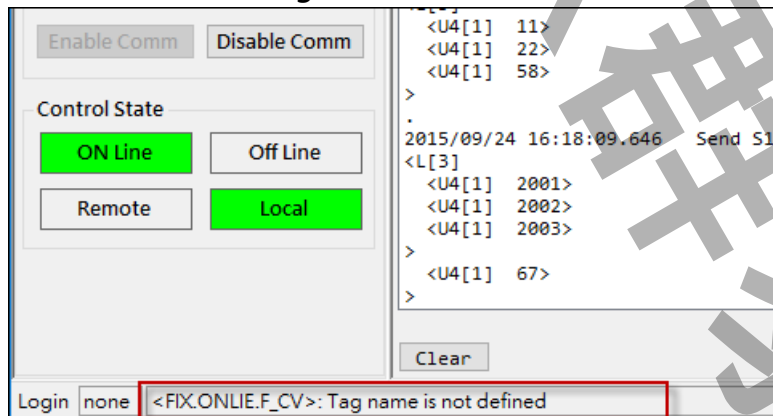 Enable Comm Disable Comm
Control State
ON Line Off Line
Remote Local
<U4[1] 11>
<U4[1] 22>
<U4[1] 58>
>
.
2015/09/24 16:18:09.646 Send S1
<L[3]
<U4[1] 2001>
<U4[1] 2002>
<U4[1] 2003>
>
<U4[1] 67>
>
Clear
Login none <FIX.ONLIE.F_CV>: Tag name is not defined